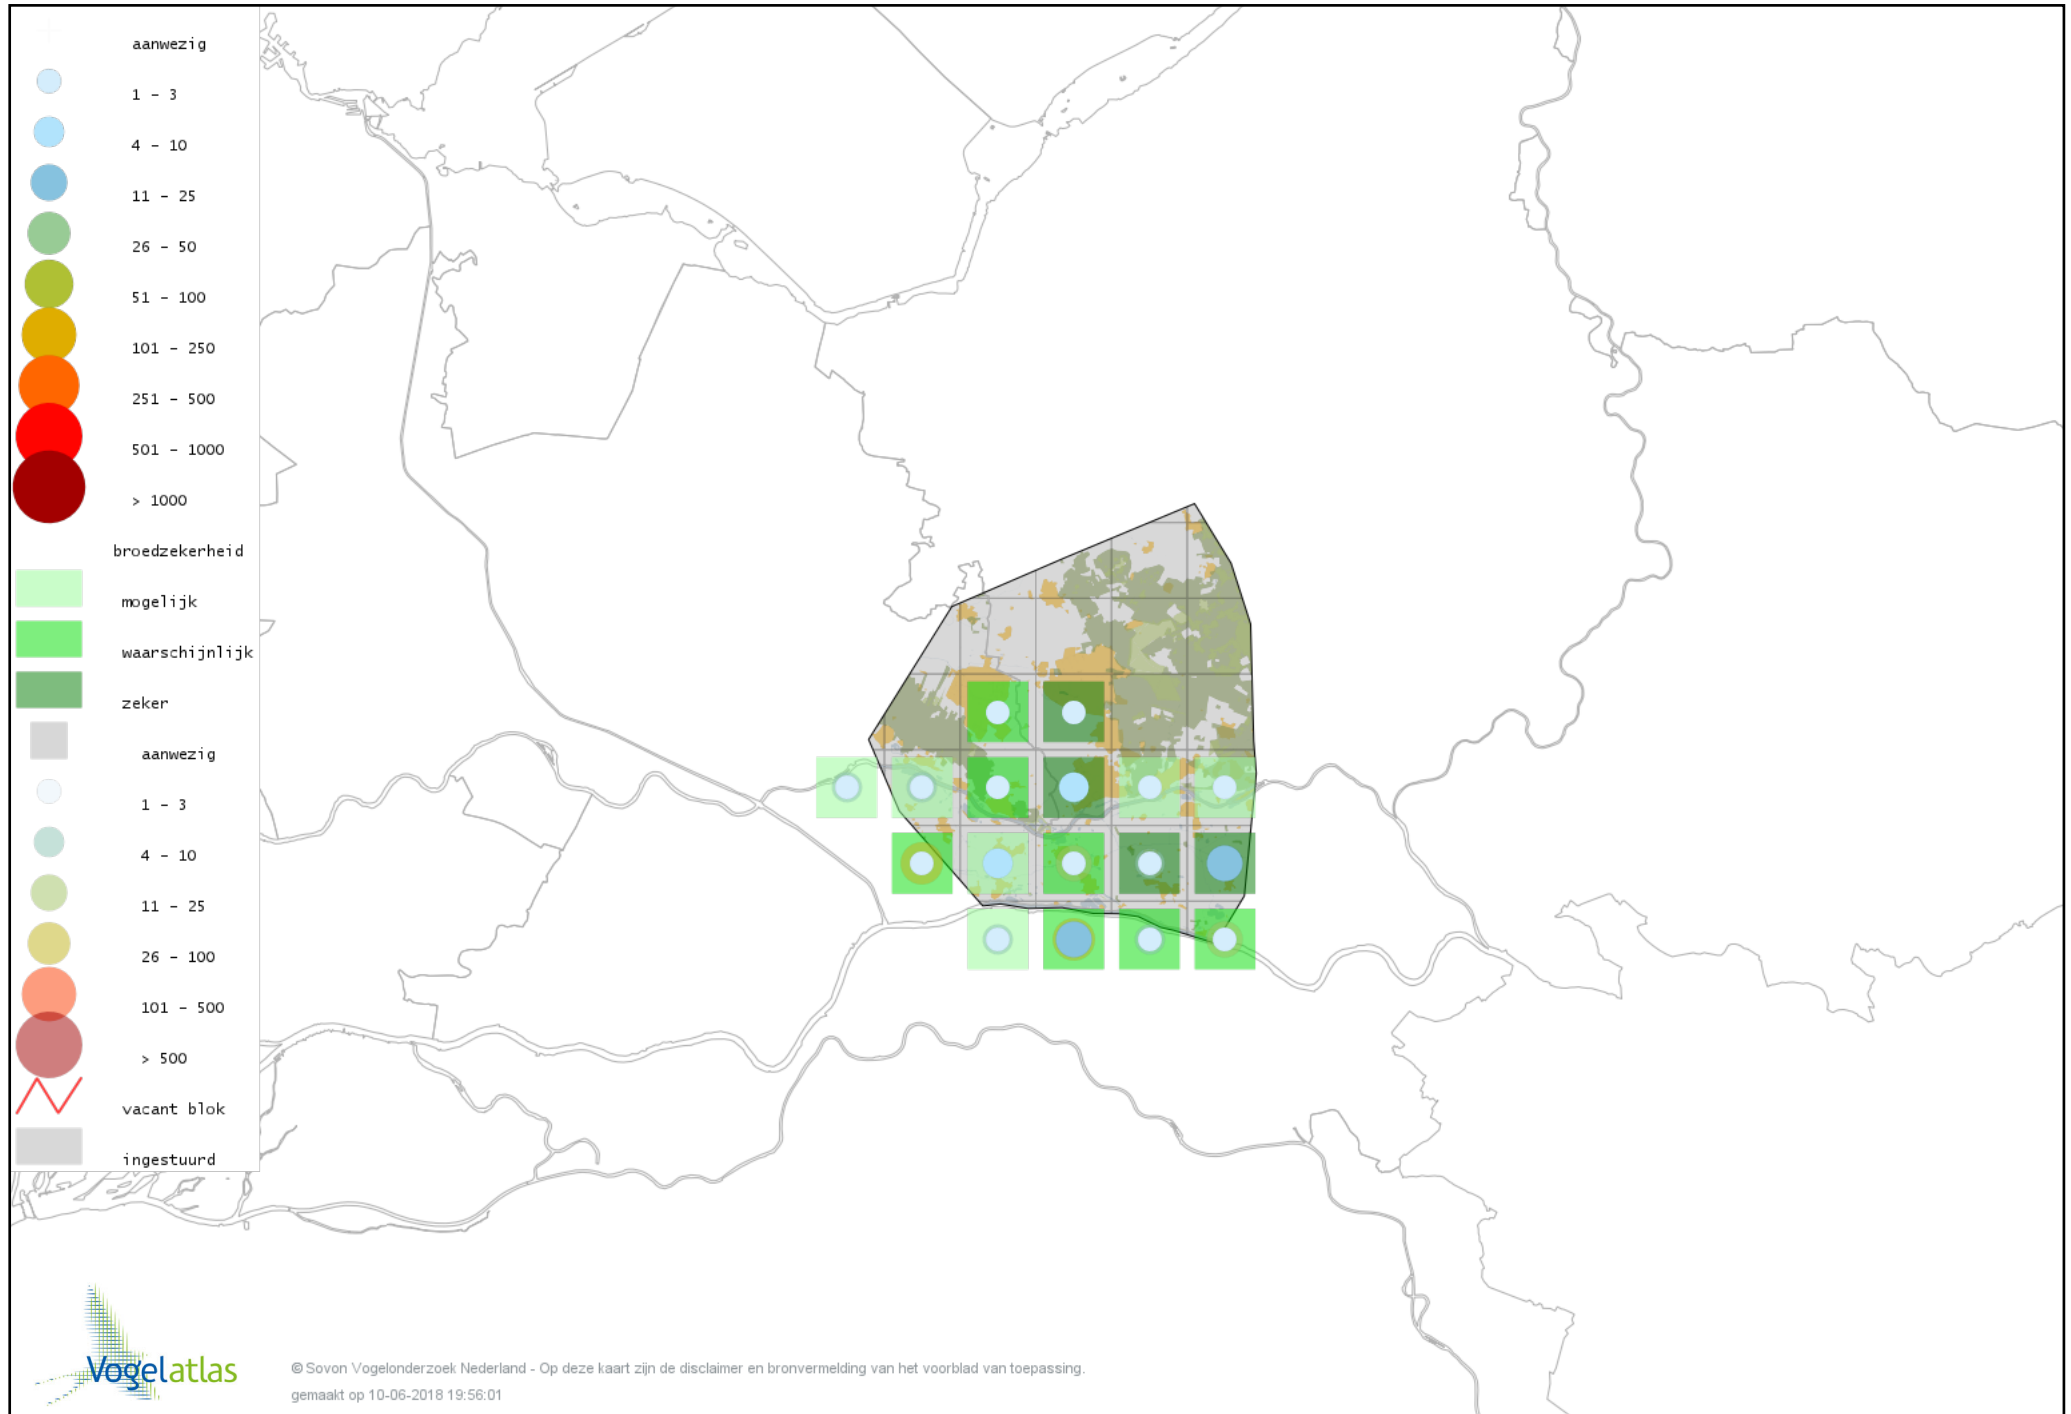 aanwezig
1 - 3
4 - 10
11 - 25
26 - 50
51 - 100
101 - 250
251 - 500
501 - 1000
> 1000
broedzekerheid
mogelijk
waarschijnlijk
zeker
aanwezig
1 - 3
4 - 10
11 - 25
26 - 100
101 - 500
> 500
vacant blok
ingestuurd
Vogelatlas
© Sovon Vogelonderzoek Nederland - Op deze kaart zijn de disclaimer en bronvermelding van het voorblad van toepassing.
gemaakt op 10-06-2018 19:56:01